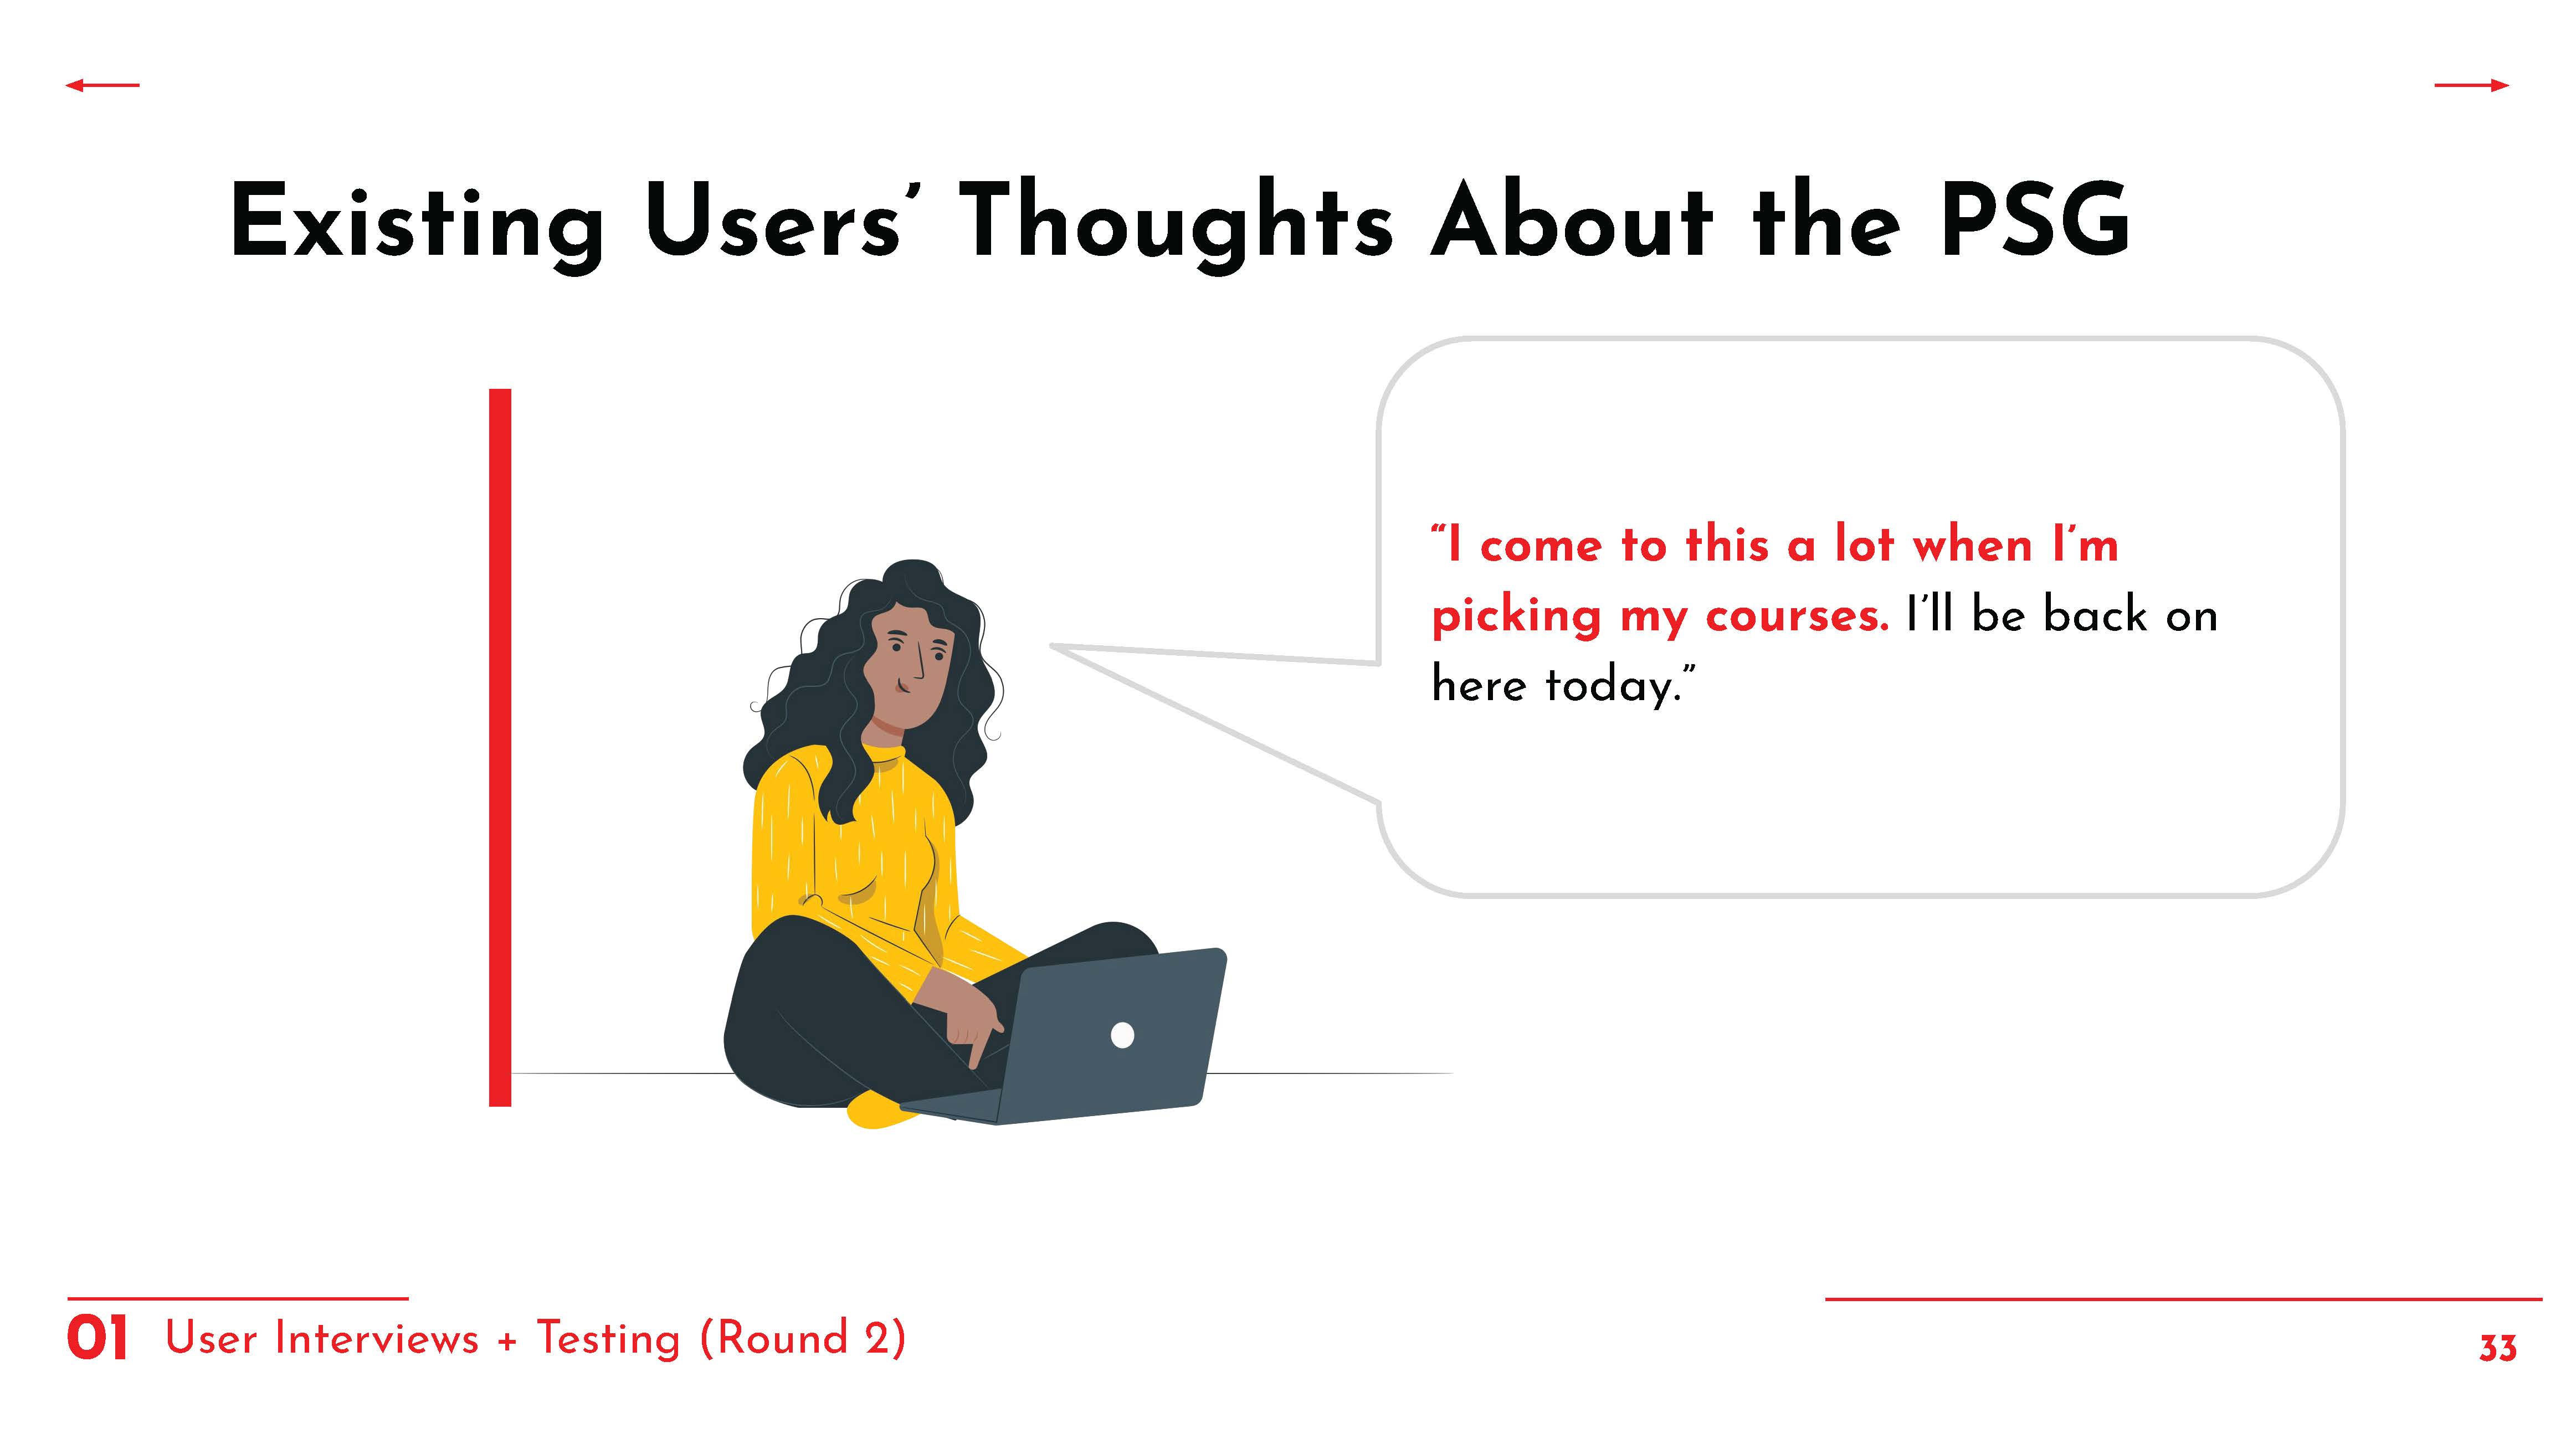 Existing Users’ Thoughts About the PSG
“I come to this a lot when I’m
picking my courses. I’ll be back on
here today.”
01 User Interviews + Testing (Round 2)
33